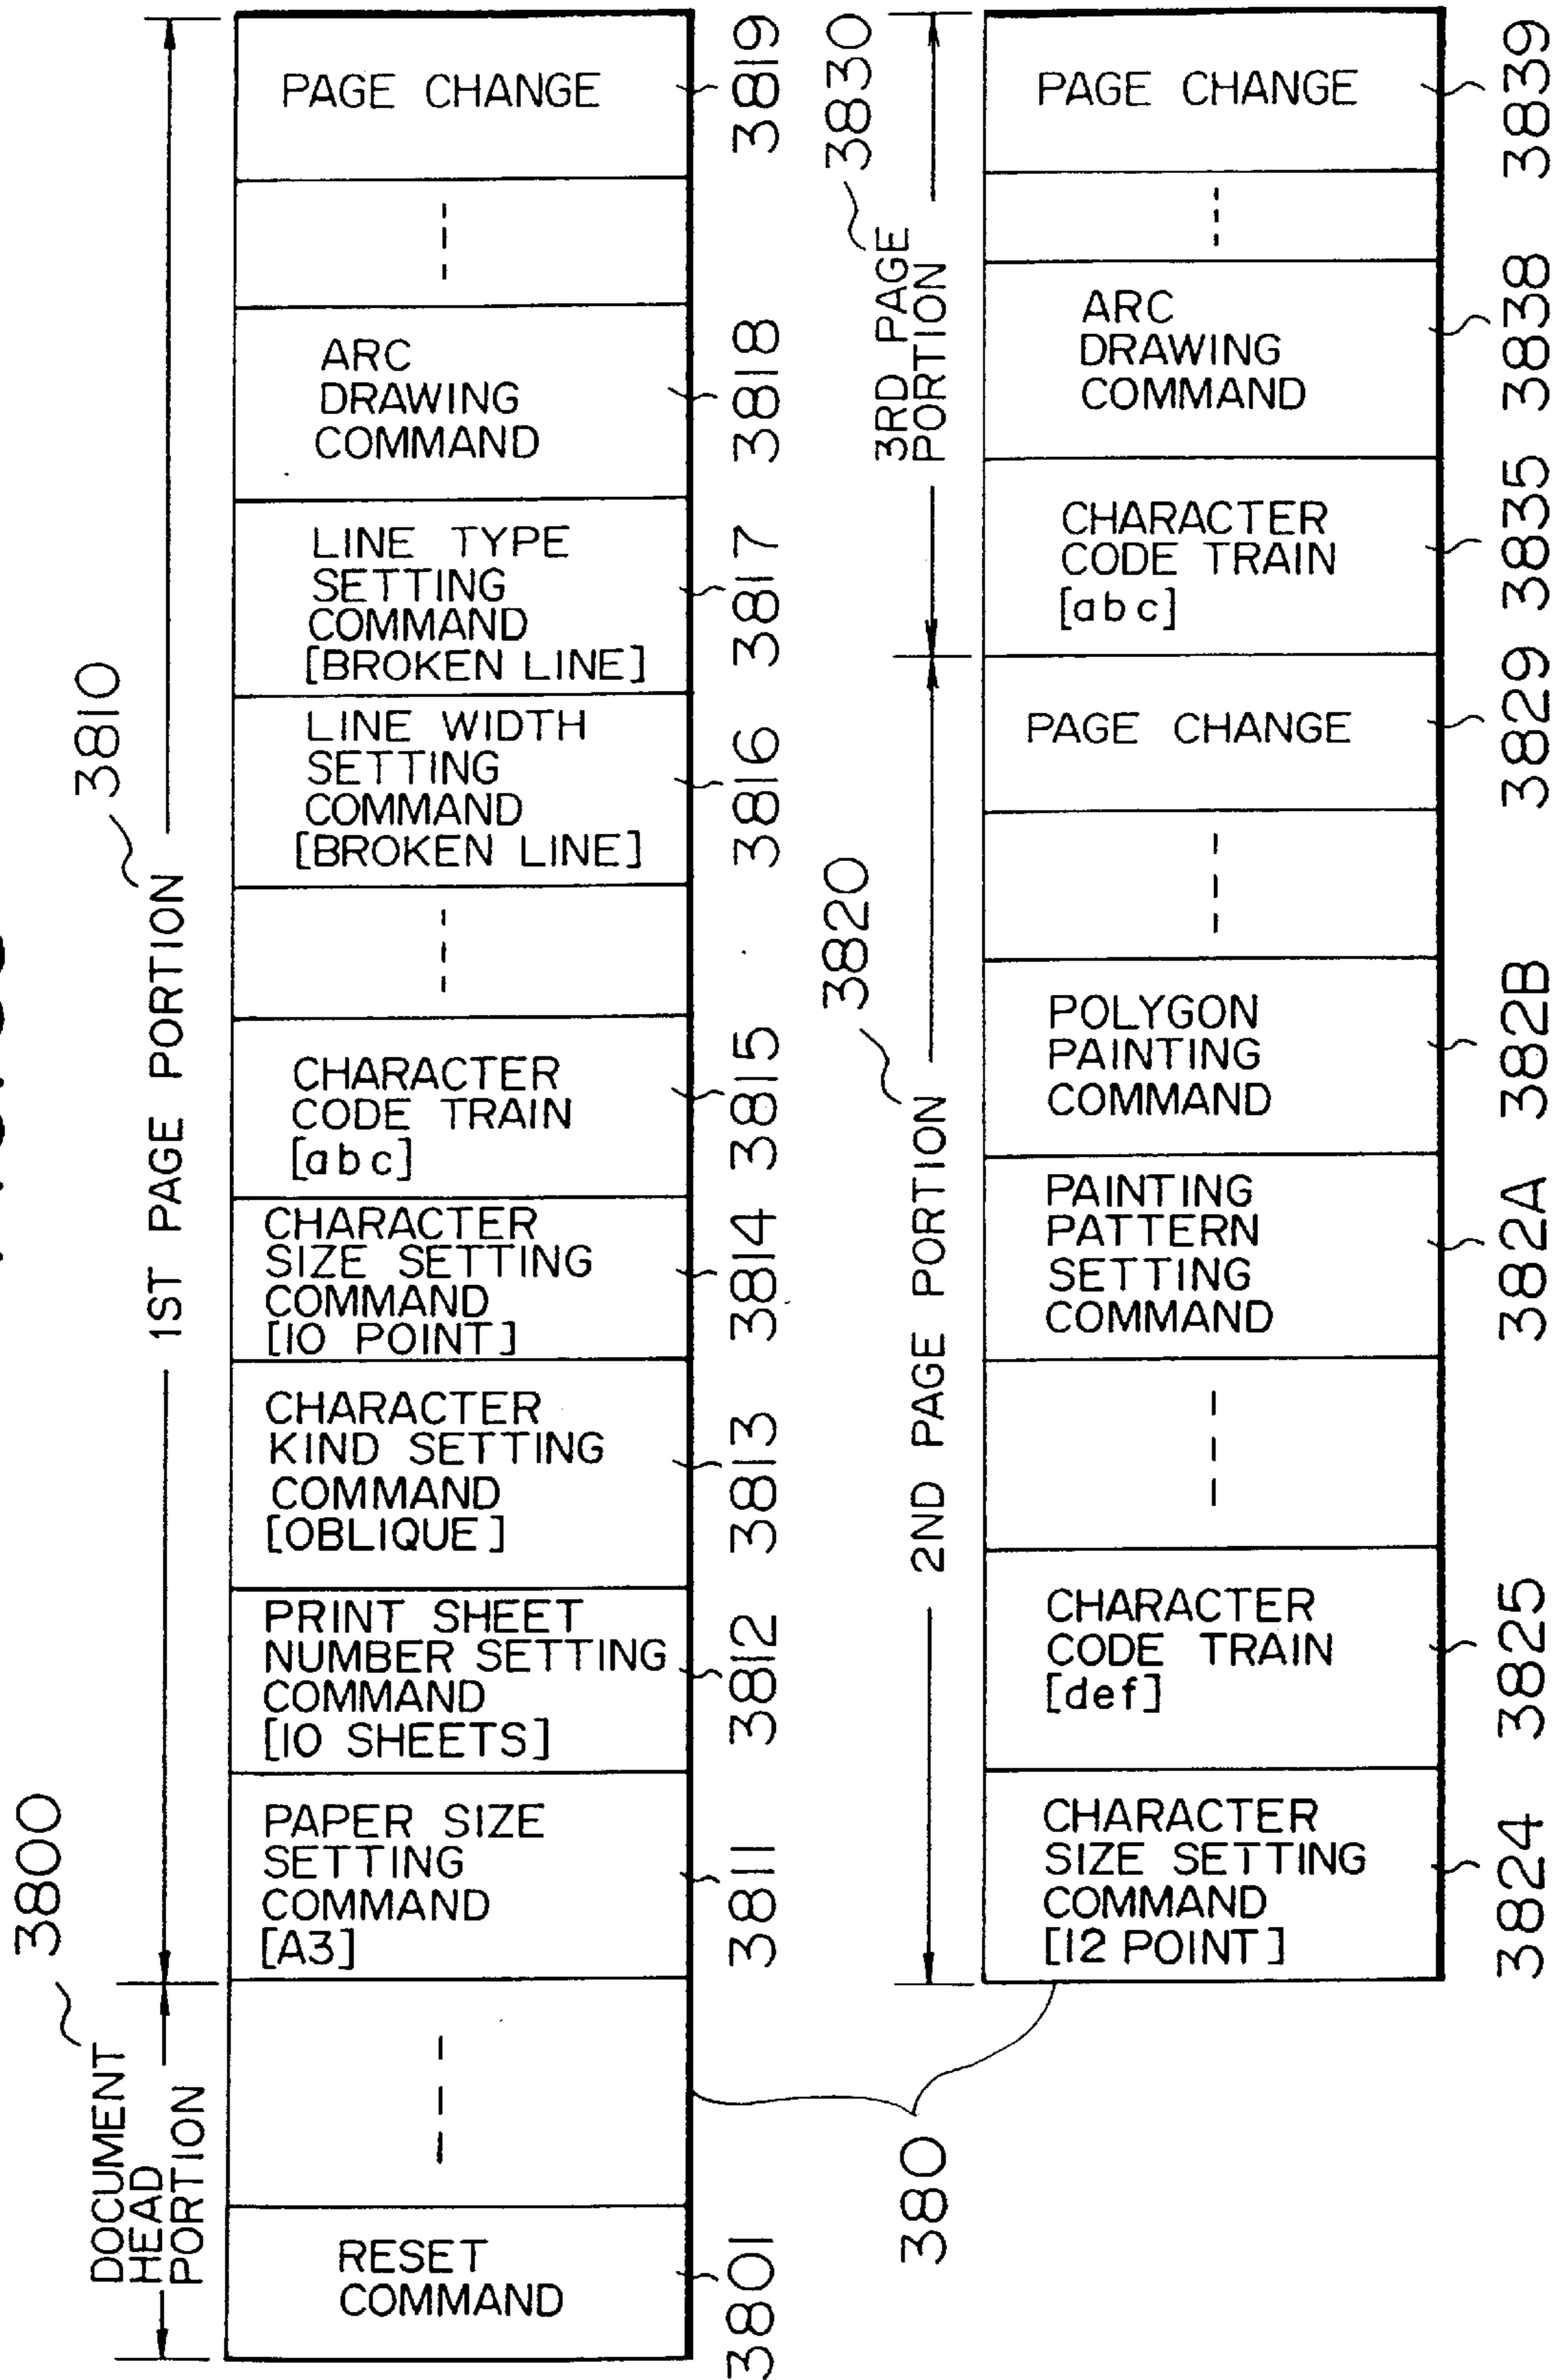 3800
DOCUMENT
HEAD
PORTION
1ST PAGE PORTION
3810
RESET
COMMAND
PAPER SIZE
SETTING
COMMAND
[A3]
PRINT SHEET
NUMBER SETTING
COMMAND
[10 SHEETS]
CHARACTER
KIND SETTING
COMMAND
[OBLIQUE]
CHARACTER
SIZE SETTING
COMMAND
[10 POINT]
CHARACTER
CODE TRAIN
[abc]
LINE WIDTH
SETTING
COMMAND
[BROKEN LINE]
LINE TYPE
SETTING
COMMAND
[BROKEN LINE]
ARC
DRAWING
COMMAND
PAGE CHANGE
3801
3811
3812
3813
3814
3815
3816
3817
3818
3819
380
2ND PAGE PORTION
3820
3RD PAGE
PORTION
3830
CHARACTER
SIZE SETTING
COMMAND
[12 POINT]
CHARACTER
CODE TRAIN
[def]
PAINTING
PATTERN
SETTING
COMMAND
POLYGON
PAINTING
COMMAND
PAGE CHANGE
CHARACTER
CODE TRAIN
[abc]
ARC
DRAWING
COMMAND
PAGE CHANGE
3824
3825
382A
382B
3829
3835
3838
3839